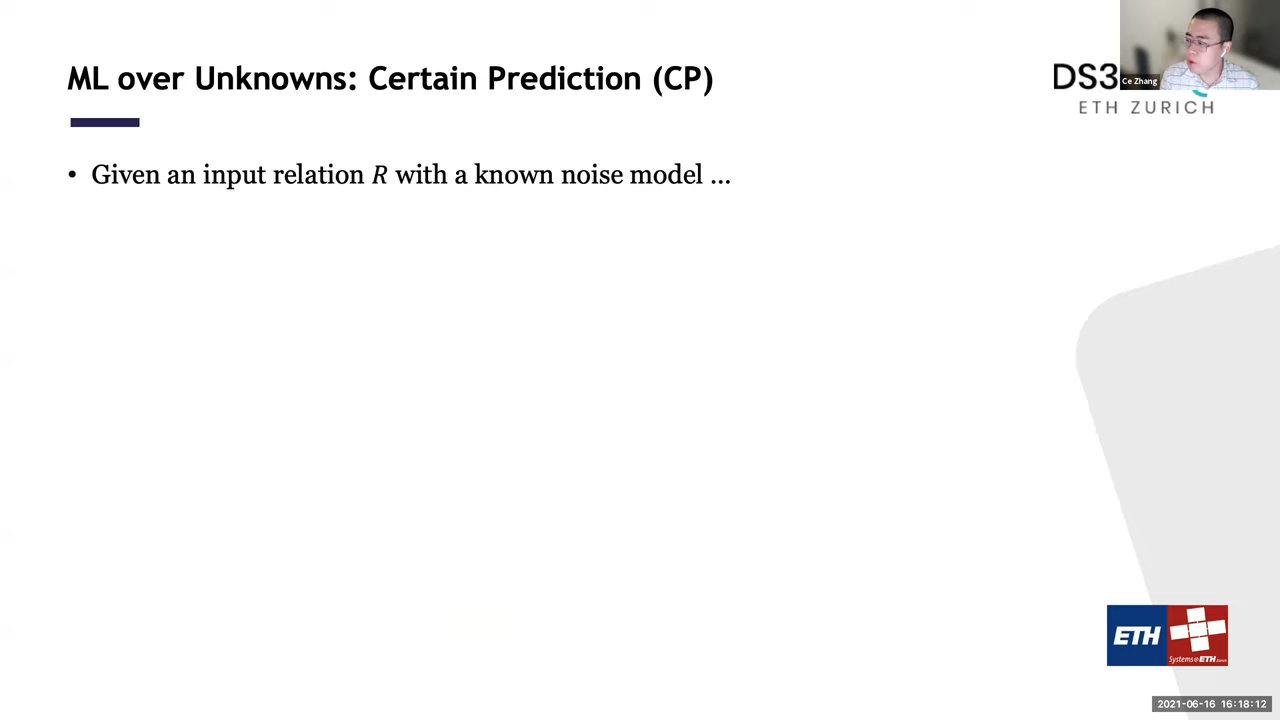 ML over Unknowns: Certain Prediction (CP)
DS3
Ce Zhang
ETH ZURICH
• Given an input relation R with a known noise model ...
ETH
Systems@ETH Zürich
2021-06-16 16:18:12